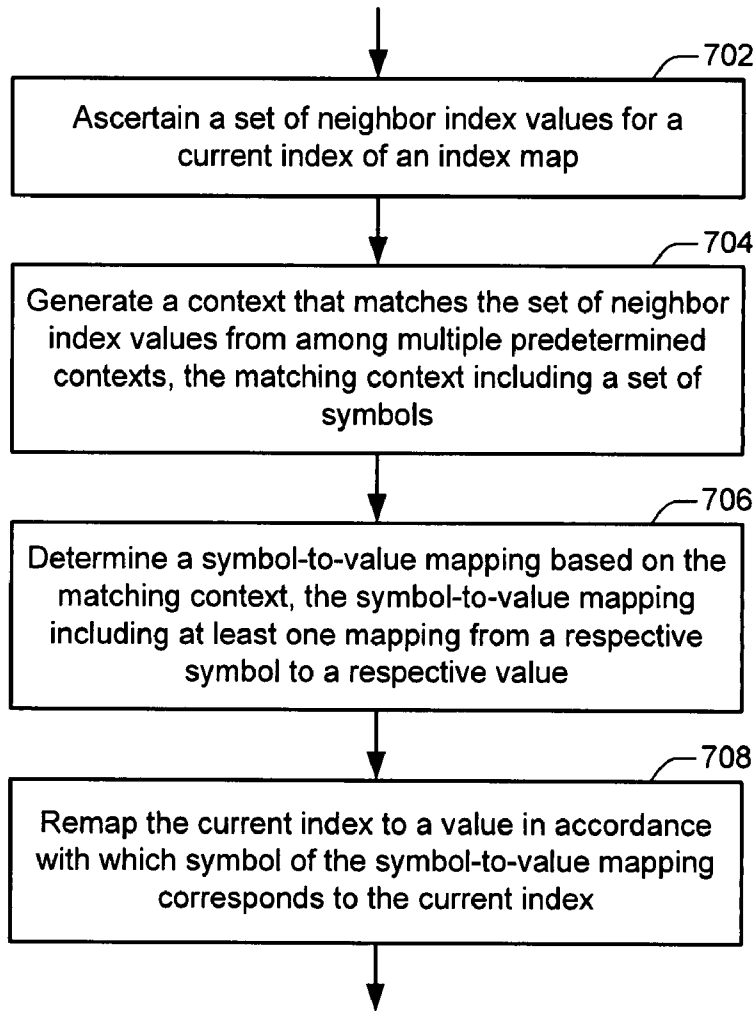 702
Ascertain a set of neighbor index values for a
current index of an index map
704
Generate a context that matches the set of neighbor
index values from among multiple predetermined
contexts, the matching context including a set of
symbols
706
Determine a symbol-to-value mapping based on the
matching context, the symbol-to-value mapping
including at least one mapping from a respective
symbol to a respective value
708
Remap the current index to a value in accordance
with which symbol of the symbol-to-value mapping
corresponds to the current index